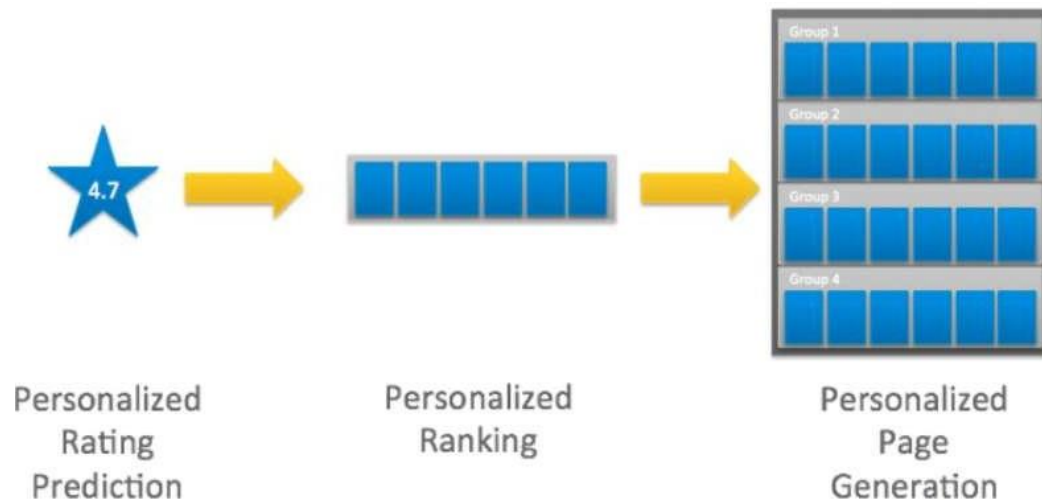 4.7
Group 1
Group 2
Group 3
Group 4
Personalized
Rating
Prediction
Personalized
Ranking
Personalized
Page
Generation